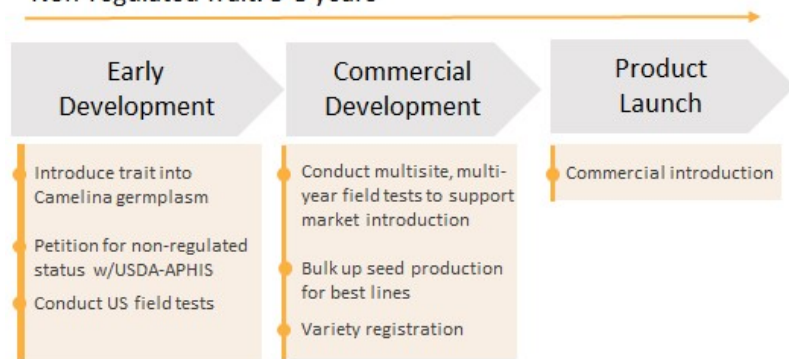 Early
Development
Commercial
Development
Product
Launch
Introduce trait into
Camelina germplasm
Petition for non-regulated
status w/USDA-APHIS
Conduct US field tests
Conduct multisite, multi-
year field tests to support
market introduction
Bulk up seed production
for best lines
Variety registration
Commercial introduction